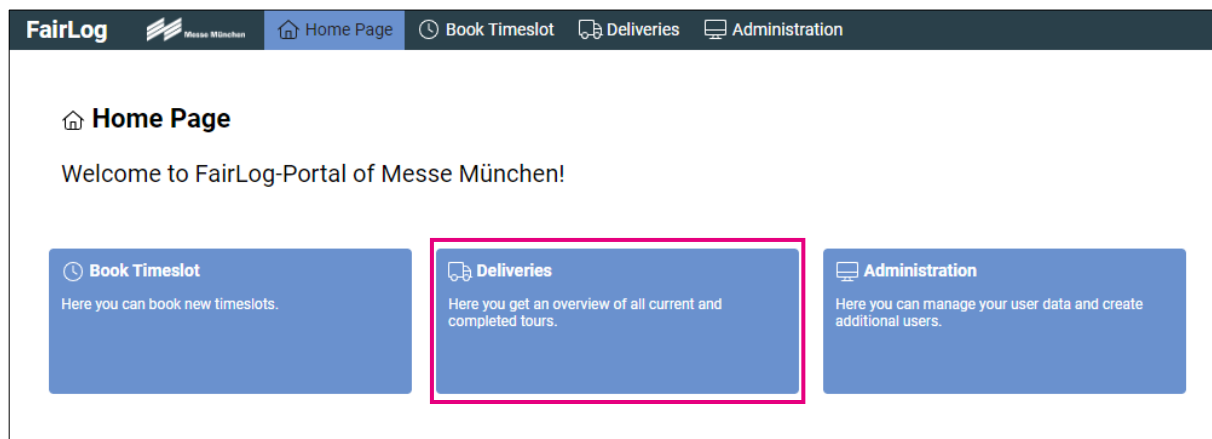 FairLog Messe München Home Page Book Timeslot Deliveries Administration
Home Page
Welcome to FairLog-Portal of Messe München!
Book Timeslot
Here you can book new timeslots.
Deliveries
Here you get an overview of all current and
completed tours.
Administration
Here you can manage your user data and create
additional users.